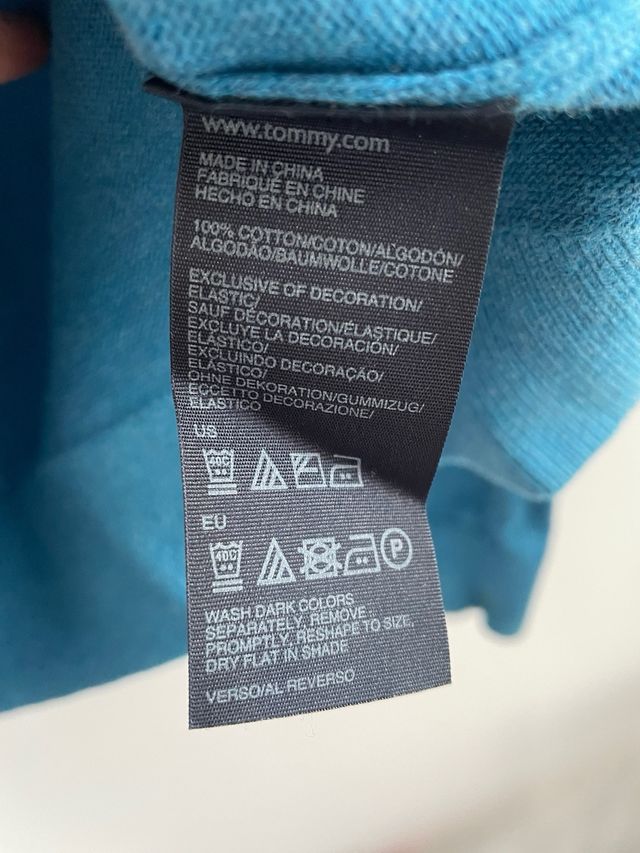 www.tommy.com
MADE IN CHINA
FABRIQUÉ EN CHINE
HECHO EN CHINA
100% COTTON/COTON/ALGODÓN/
ALGODÃO/BAUMWOLLE/COTONE
EXCLUSIVE OF DECORATION/
ELASTIC/
SAUF DÉCORATION/ÉLASTIQUE/
EXCLUYE LA DECORACIÓN/
ELÁSTICO/
EXCLUINDO DECORAÇÃO/
ELÁSTICO/
OHNE DEKORATION/GUMMIZUG/
ECCETTO DECORAZIONE/
ELASTICO
US
EU
40C
P
WASH DARK COLORS
SEPARATELY. REMOVE
PROMPTLY. RESHAPE TO SIZE.
DRY FLAT IN SHADE
VERSO/AL REVERSO